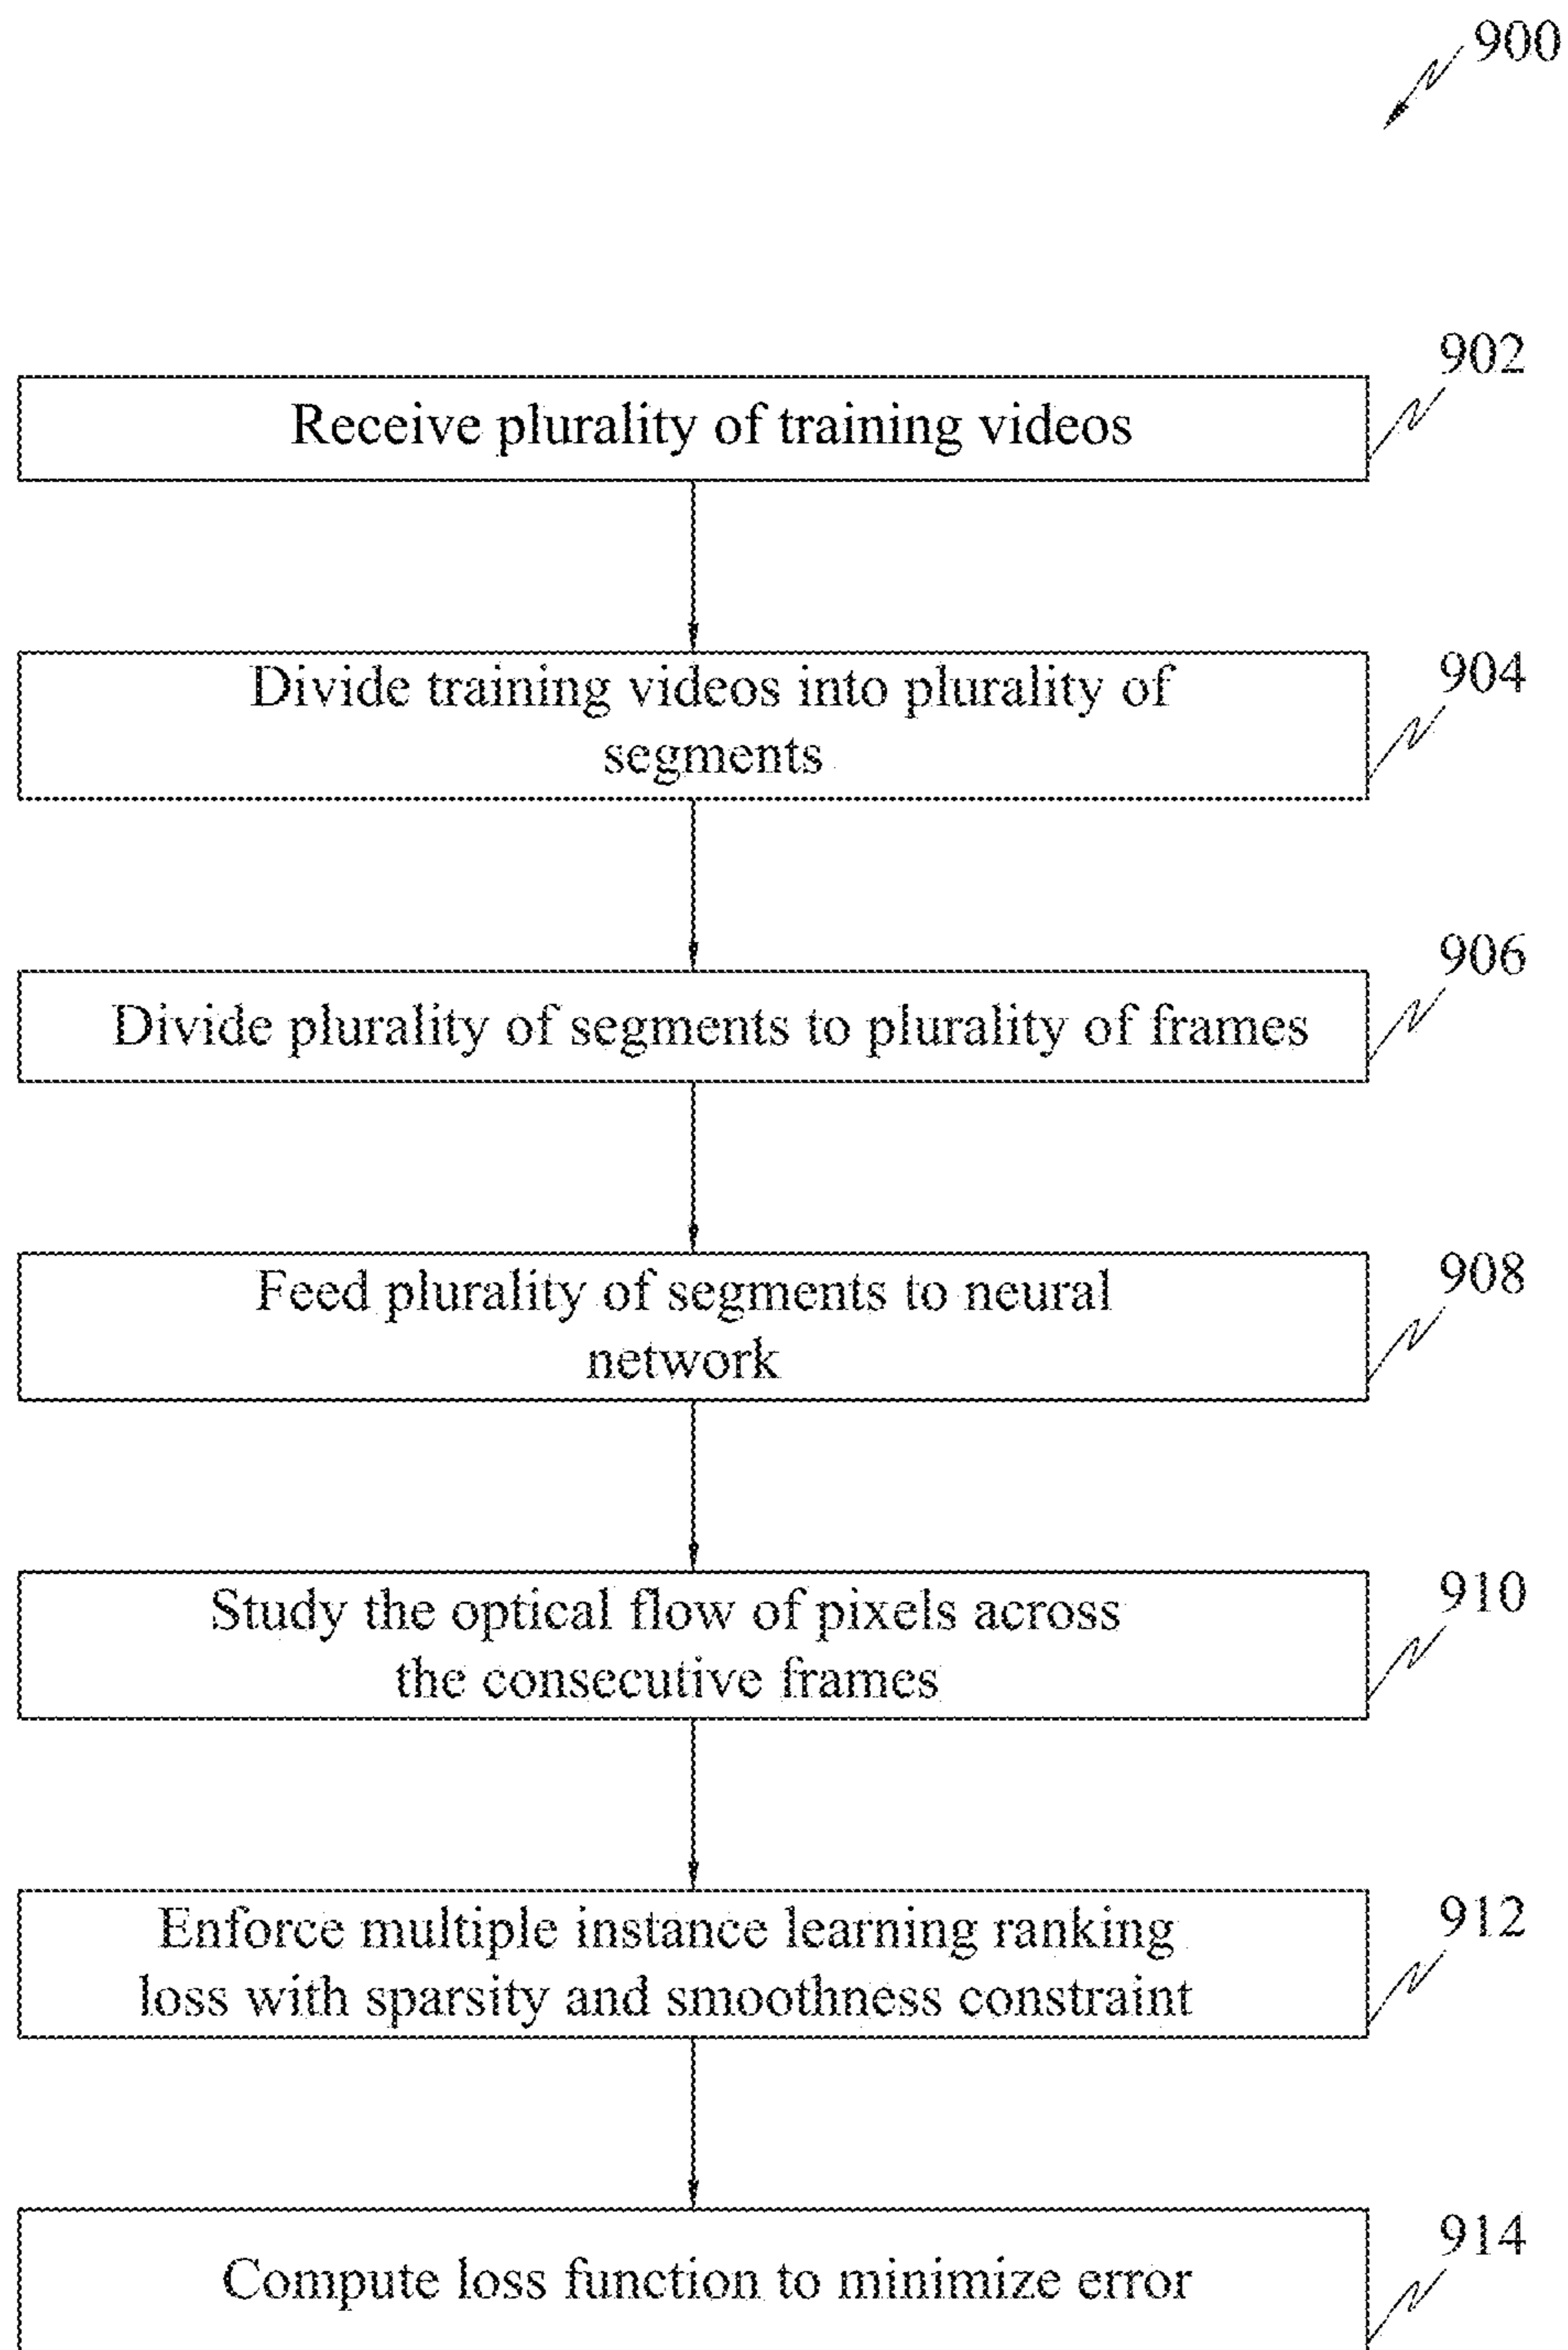 900
902
Receive plurality of training videos
904
Divide training videos into plurality of
segments
906
Divide plurality of segments to plurality of frames
908
Feed plurality of segments to neural
network
910
Study the optical flow of pixels across
the consecutive frames
912
Enforce multiple instance learning ranking
loss with sparsity and smoothness constraint
914
Compute loss function to minimize error